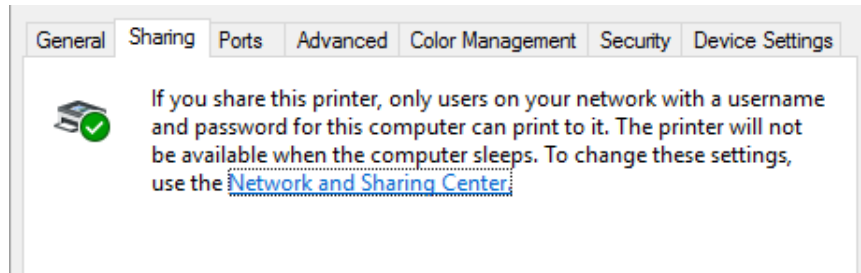 General Sharing Ports Advanced Color Management Security Device Settings
If you share this printer, only users on your network with a username
and password for this computer can print to it. The printer will not
be available when the computer sleeps. To change these settings,
use the Network and Sharing Center.